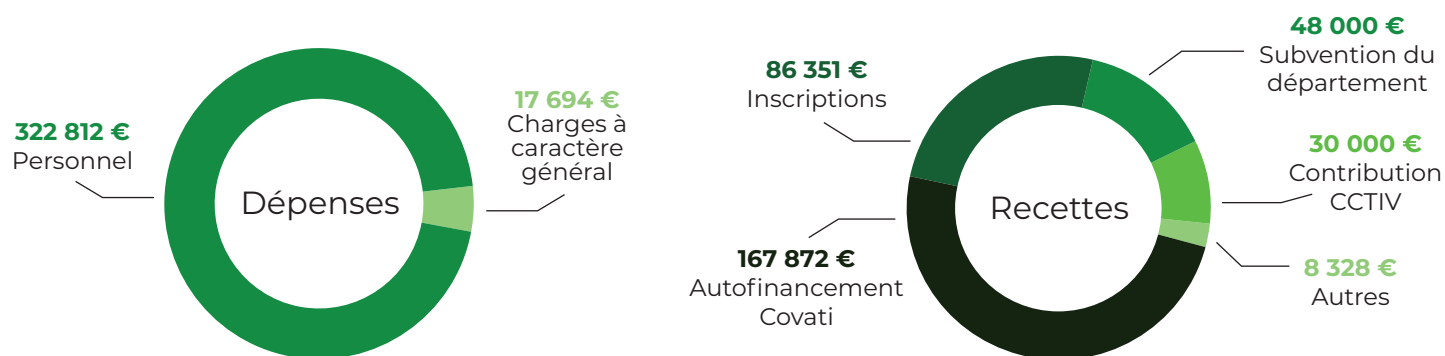 322 812 €
Personnel
Dépenses
17 694 €
Charges à
caractère
général
86 351 €
Inscriptions
48 000 €
Subvention du
département
30 000 €
Contribution
CCTIV
Recettes
167 872 €
Autofinancement
Covati
8 328 €
Autres